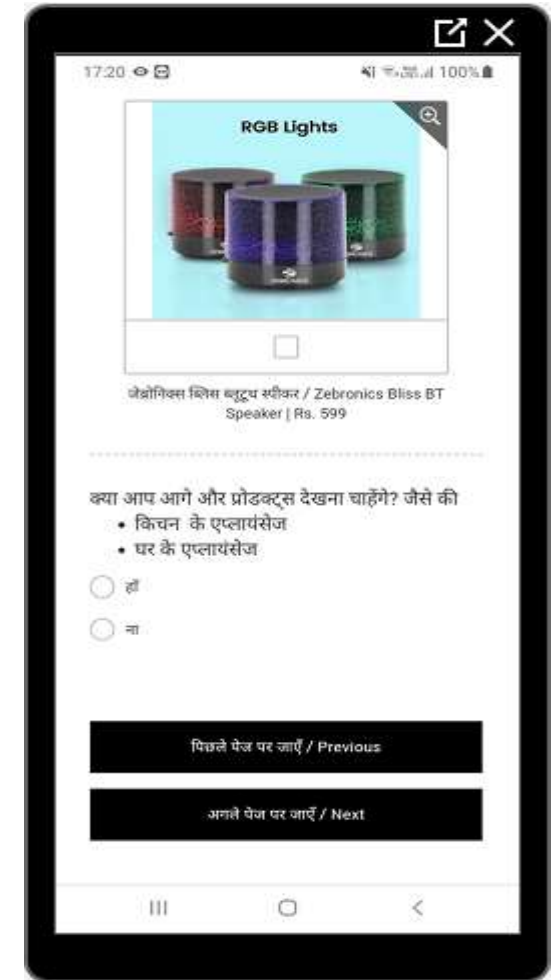 17:20
100%
RGB Lights
जेब्रोनिक्स ब्लिस ब्लूटूथ स्पीकर / Zebronics Bliss BT
Speaker | Rs. 599
क्या आप आगे और प्रोडक्ट्स देखना चाहेंगे? जैसे की
• किचन के एप्लायंसेज
• घर के एप्लायंसेज
हाँ
ना
पिछले पेज पर जाएँ / Previous
अगले पेज पर जाएँ / Next